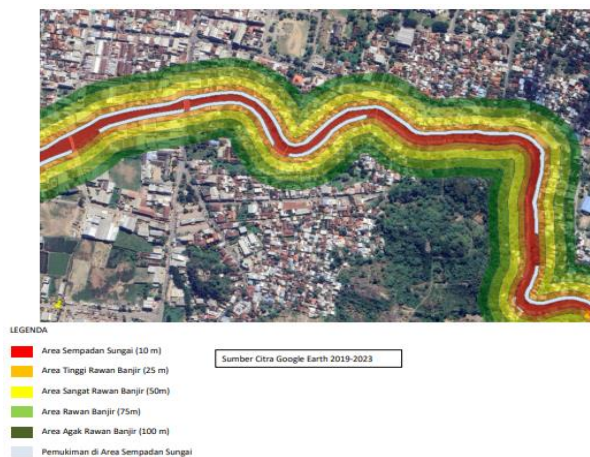 LEGENDA
Area Sempadan Sungai (10 m)
Sumber Citra Google Earth 2019-2023
Area Tinggi Rawan Banjir (25 m)
Area Sangat Rawan Banjir (50m)
Area Rawan Banjir (75m)
Area Agak Rawan Banjir (100 m)
Pemukiman di Area Sempadan Sungai